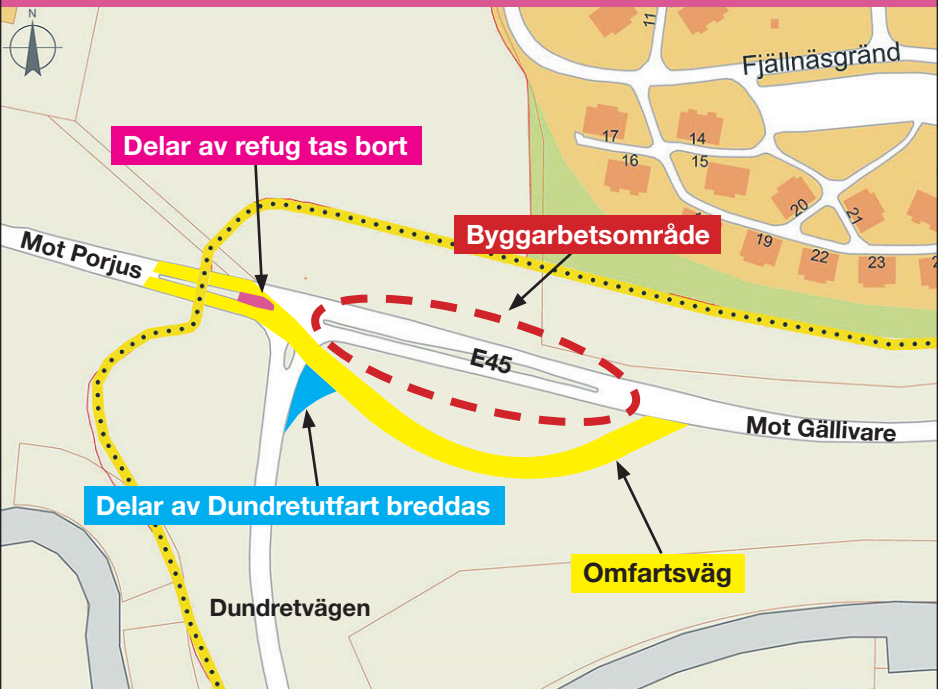 N
11
Fjällnäsgränd
17
14
16
15
20
21
19
22
23
2
Delar av refug tas bort
Byggarbetsområde
Mot Porjus
E45
Mot Gällivare
Delar av Dundretutfart breddas
Omfartsväg
Dundretvägen